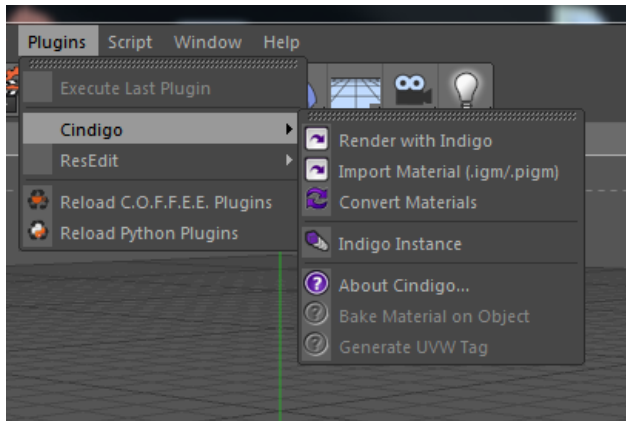 Plugins Script Window Help
Execute Last Plugin
Cindigo
ResEdit
Reload C.O.F.F.E.E. Plugins
Reload Python Plugins
Render with Indigo
Import Material (.igm/.pigm)
Convert Materials
Indigo Instance
About Cindigo...
Bake Material on Object
Generate UVW Tag